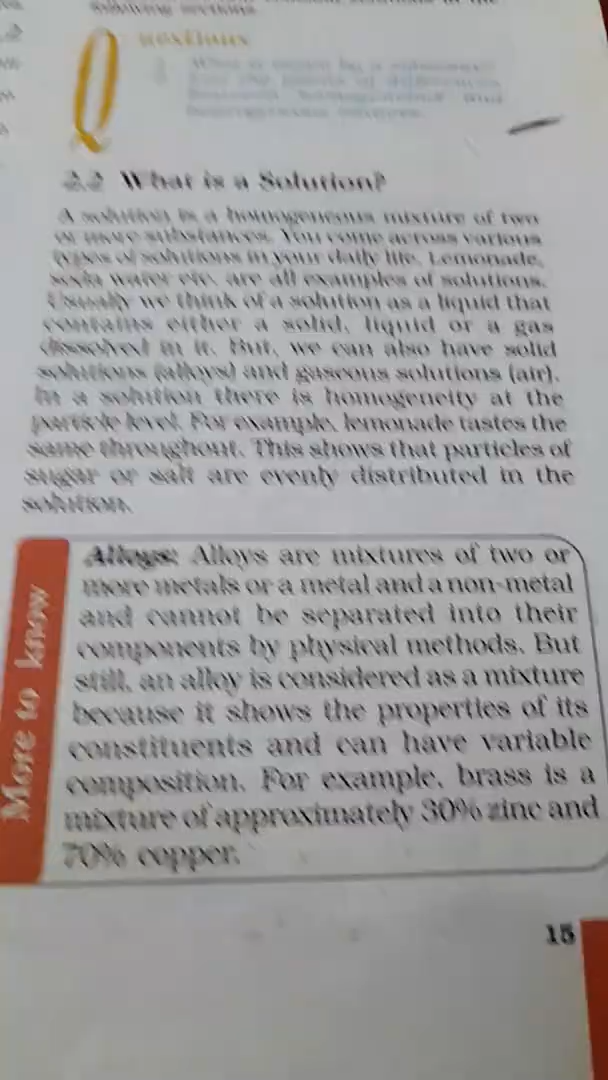 following sections.
Questions
2.2 What is a Solution?
A solution is a homogeneous mixture of two
or more substances. You come across various
types of solutions in your daily life. Lemonade,
soda water etc. are all examples of solutions.
Usually we think of a solution as a liquid that
contains either a solid, liquid or a gas
dissolved in it. But, we can also have solid
solutions (alloys) and gaseous solutions (air).
In a solution there is homogeneity at the
particle level. For example, lemonade tastes the
same throughout. This shows that particles of
sugar or salt are evenly distributed in the
solution.
More to know
Alloys: Alloys are mixtures of two or
more metals or a metal and a non-metal
and cannot be separated into their
components by physical methods. But
still, an alloy is considered as a mixture
because it shows the properties of its
constituents and can have variable
composition. For example, brass is a
mixture of approximately 30% zinc and
70% copper.
15